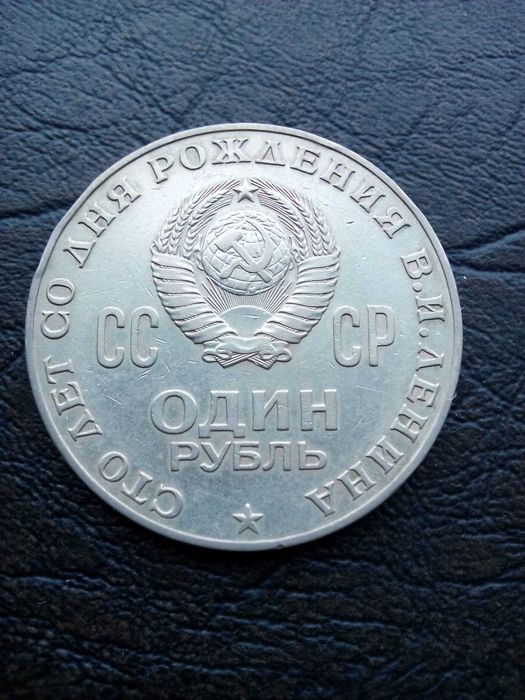 СТО ЛЕТ СО ДНЯ РОЖДЕНИЯ В.И.ЛЕНИНА
СС СР
ОДИН
РУБЛЬ